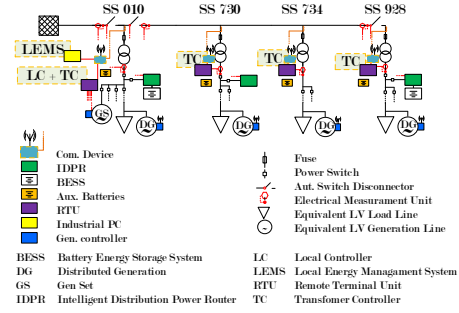 SS 010 SS 730 SS 734 SS 928
LEMS
LC + TC
TC TC TC
GS DG DG DG
Com. Device
IDPR
BESS
Aux. Batteries
RTU
Industrial PC
Gen. controller
Fuse
Power Switch
Aut. Switch Disconnector
Electrical Measurament Unit
Equivalent LV Load Line
Equivalent LV Generation Line
BESS Battery Energy Storage System
DG Distributed Generation
GS Gen Set
IDPR Intelligent Distribution Power Router
LC Local Controller
LEMS Local Energy Managament System
RTU Remote Terminal Unit
TC Transfomer Controller